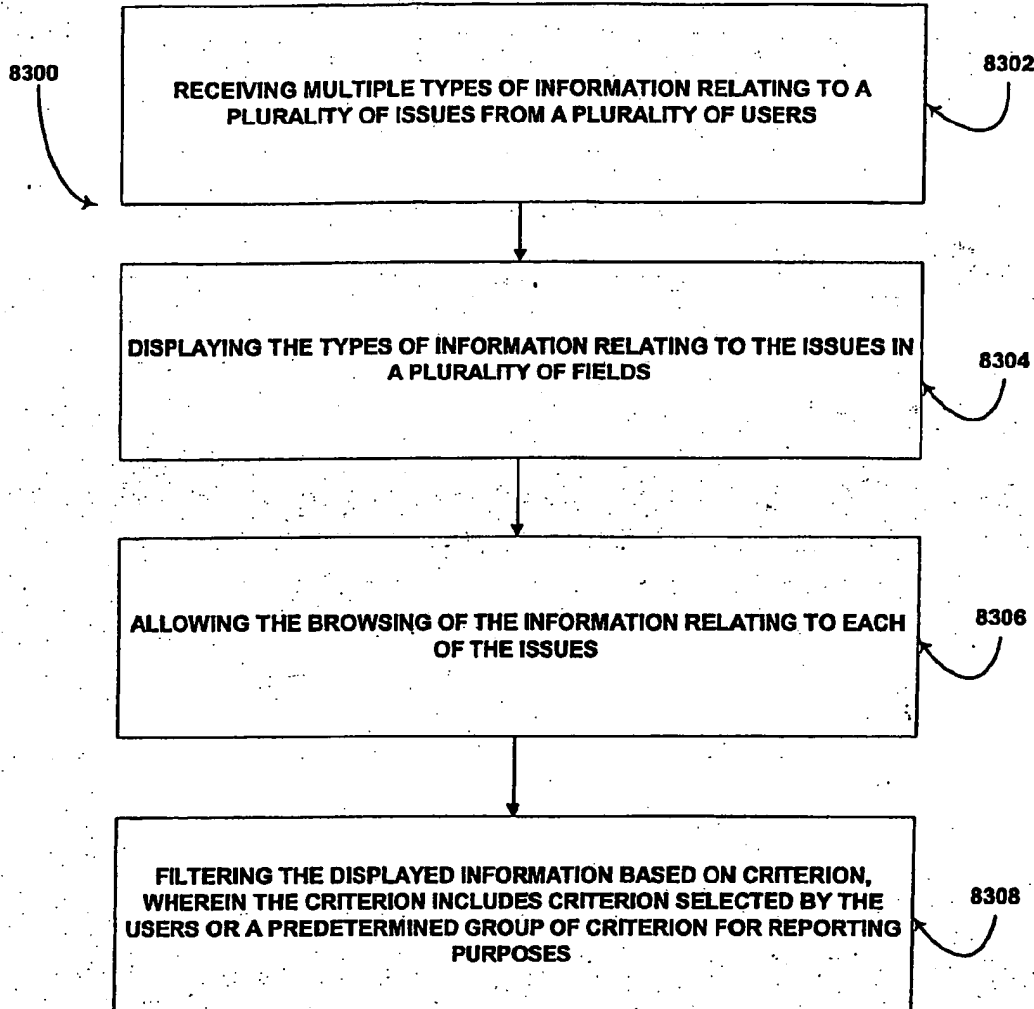 8300
8302
RECEIVING MULTIPLE TYPES OF INFORMATION RELATING TO A
PLURALITY OF ISSUES FROM A PLURALITY OF USERS
DISPLAYING THE TYPES OF INFORMATION RELATING TO THE ISSUES IN
A PLURALITY OF FIELDS
8304
ALLOWING THE BROWSING OF THE INFORMATION RELATING TO EACH
OF THE ISSUES
8306
FILTERING THE DISPLAYED INFORMATION BASED ON CRITERION,
WHEREIN THE CRITERION INCLUDES CRITERION SELECTED BY THE
USERS OR A PREDETERMINED GROUP OF CRITERION FOR REPORTING
PURPOSES
8308